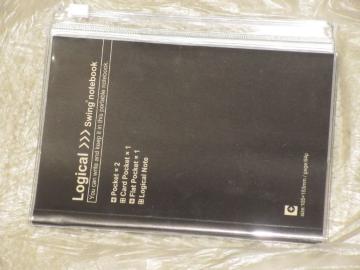 Logical >>> Swing notebook
You can write and keep it in this portable notebook
Pocket × 2
Card Pocket × 1
Flat Pocket × 1
Logical Note